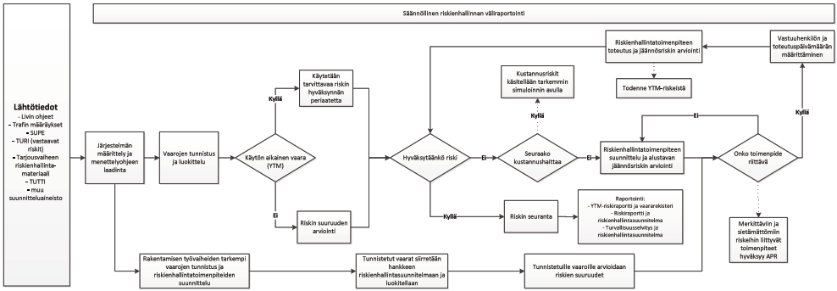 Säännöllinen riskienhallinnan väliraportointi
Lähtötiedot
- Livin ohjeet
- Trafin määräykset
- SUPE
- TURI (vastaavat
riskit)
- Tarjousvaiheen
riskienhallinta-
materiaali
- TUTTI
- muu
suunnitteluaineisto
Järjestelmän
määrittely ja
menettelyohjeen
laadinta
Vaarojen tunnistus
ja luokittelu
Käytön aikainen vaara
(YTM)
Kyllä
Käytetään
tarvittavaa riskin
hyväksynnän
periaatetta
Ei
Riskin suuruuden
arviointi
Hyväksytäänkö riski
Ei
Kyllä
Riskin seuranta
Raportointi:
- YTM-riskiraportti ja vaararekisteri
- Riskiraportti ja
riskienhallintasuunnitelma
- Turvallisuusselvitys ja
riskienhallintasuunnitelma
Seuraako
kustannushaittaa
Kyllä
Kustannusriskit
käsitellään tarkemmin
simuloinnin avulla
Ei
Riskienhallintatoimenpiteen
suunnittelu ja alustavan
jäännösriskin arviointi
Ei
Onko toimenpide
riittävä
Kyllä
Vastuuhenkilön ja
toteutuspäivämäärän
määrittäminen
Riskienhallintatoimenpiteen
toteutus ja jäännösriskin arviointi
Todenne YTM-riskeistä
Merkittäviin ja
sietämättömiin
riskeihin liittyvät
toimenpiteet
hyväksyy APR
Rakentamisen työvaiheiden tarkempi
vaarojen tunnistus ja
riskienhallintatoimenpiteiden
suunnittelu
Tunnistetut vaarat siirretään
hankkeen
riskienhallintasuunnitelmaan ja
luokitellaan
Tunnistetuille vaaroille arvioidaan
riskien suuruudet